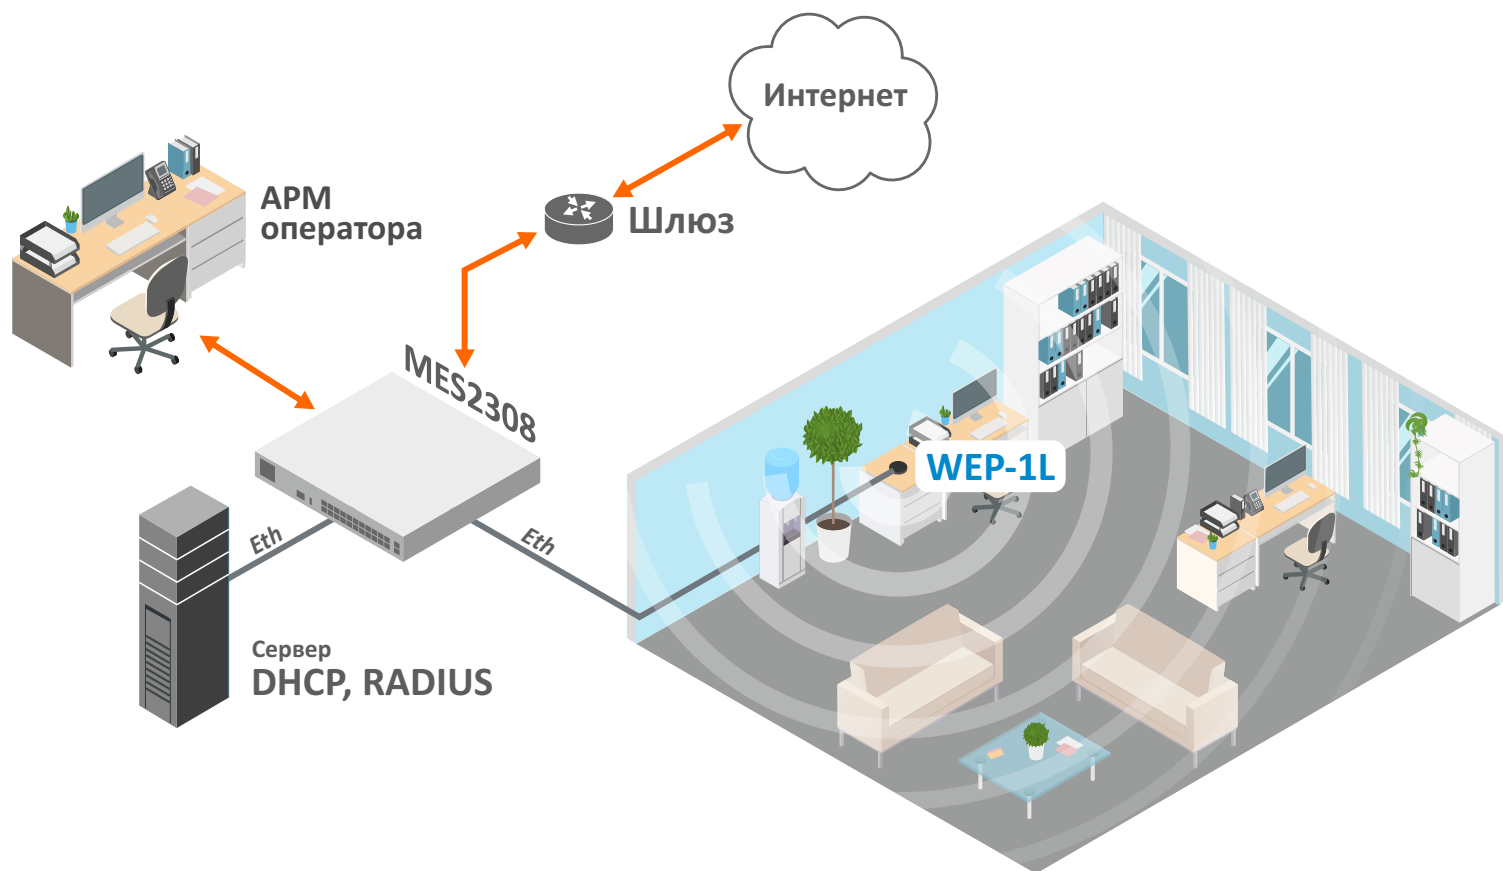 Интернет
АРМ
оператора
Шлюз
MES2308
WEP-1L
Eth
Eth
Сервер
DHCP, RADIUS